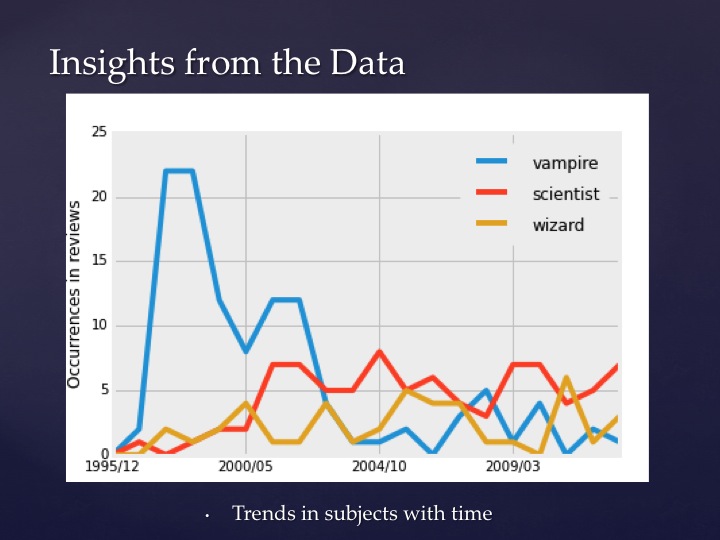 Insights from the Data
Occurrences in reviews
25
20
15
10
5
0
vampire
scientist
wizard
1995/12
2000/05
2004/10
2009/03
• Trends in subjects with time